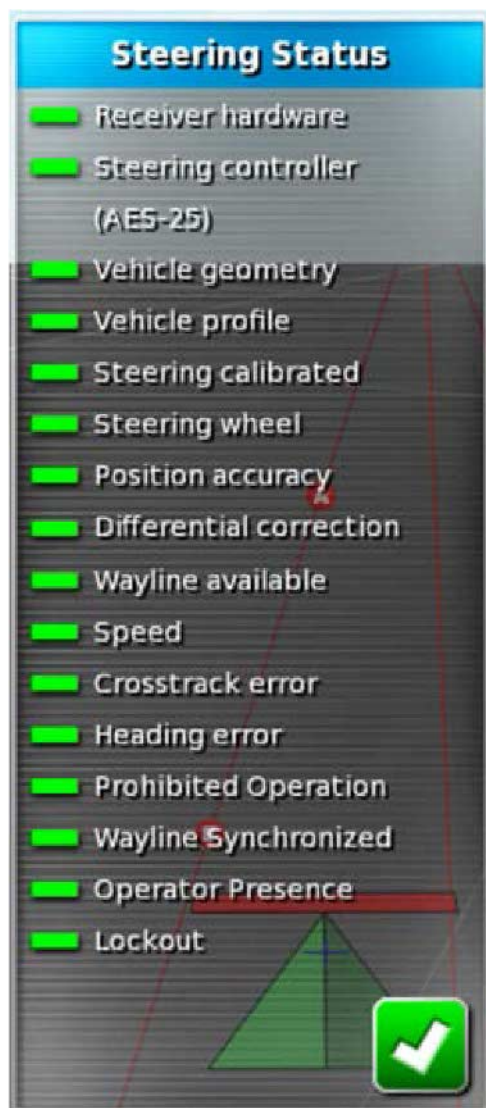 Steering Status
Receiver hardware
Steering controller
(AES-25)
Vehicle geometry
Vehicle profile
Steering calibrated
Steering wheel
Position accuracy
A
Differential correction
Wayline available
Speed
Crosstrack error
Heading error
Prohibited Operation
Wayline Synchronized
Operator Presence
Lockout